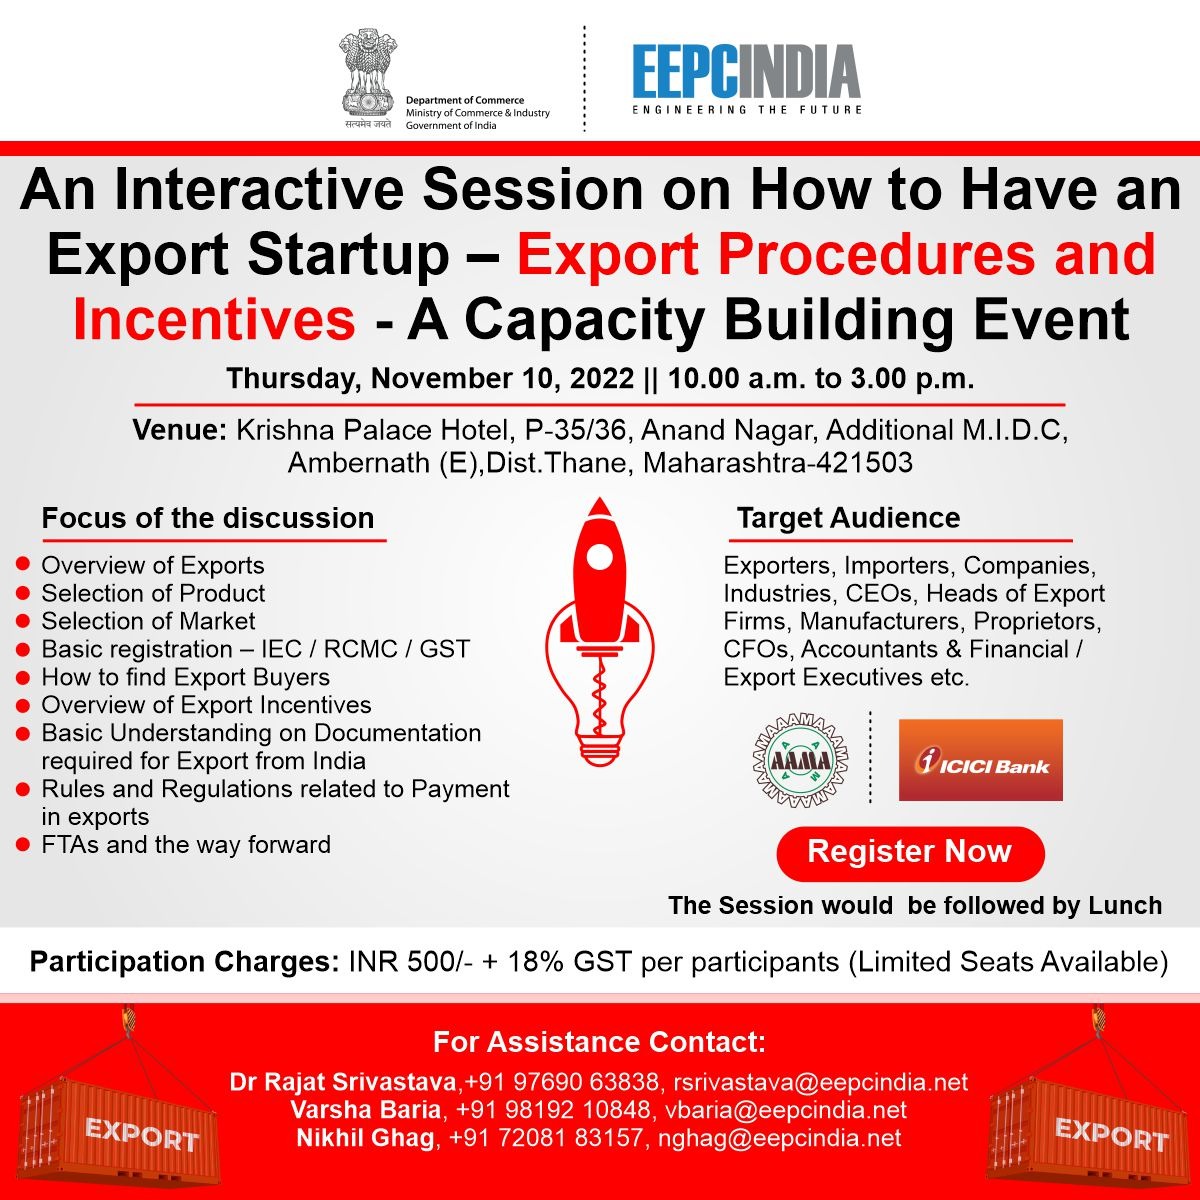 सत्यमेव जयते
Department of Commerce
Ministry of Commerce & Industry
Government of India
EEPCINDIA
ENGINEERING THE FUTURE
An Interactive Session on How to Have an
Export Startup – Export Procedures and
Incentives - A Capacity Building Event
Thursday, November 10, 2022 || 10.00 a.m. to 3.00 p.m.
Venue: Krishna Palace Hotel, P-35/36, Anand Nagar, Additional M.I.D.C,
Ambernath (E),Dist.Thane, Maharashtra-421503
Focus of the discussion
Overview of Exports
Selection of Product
Selection of Market
Basic registration – IEC / RCMC / GST
How to find Export Buyers
Overview of Export Incentives
Basic Understanding on Documentation
required for Export from India
Rules and Regulations related to Payment
in exports
FTAs and the way forward
Target Audience
Exporters, Importers, Companies,
Industries, CEOs, Heads of Export
Firms, Manufacturers, Proprietors,
CFOs, Accountants & Financial /
Export Executives etc.
AAMA
ICICI Bank
Register Now
The Session would be followed by Lunch
Participation Charges: INR 500/- + 18% GST per participants (Limited Seats Available)
For Assistance Contact:
Dr Rajat Srivastava,+91 97690 63838, rsrivastava@eepcindia.net
Varsha Baria, +91 98192 10848, vbaria@eepcindia.net
Nikhil Ghag, +91 72081 83157, nghag@eepcindia.net
EXPORT
EXPORT